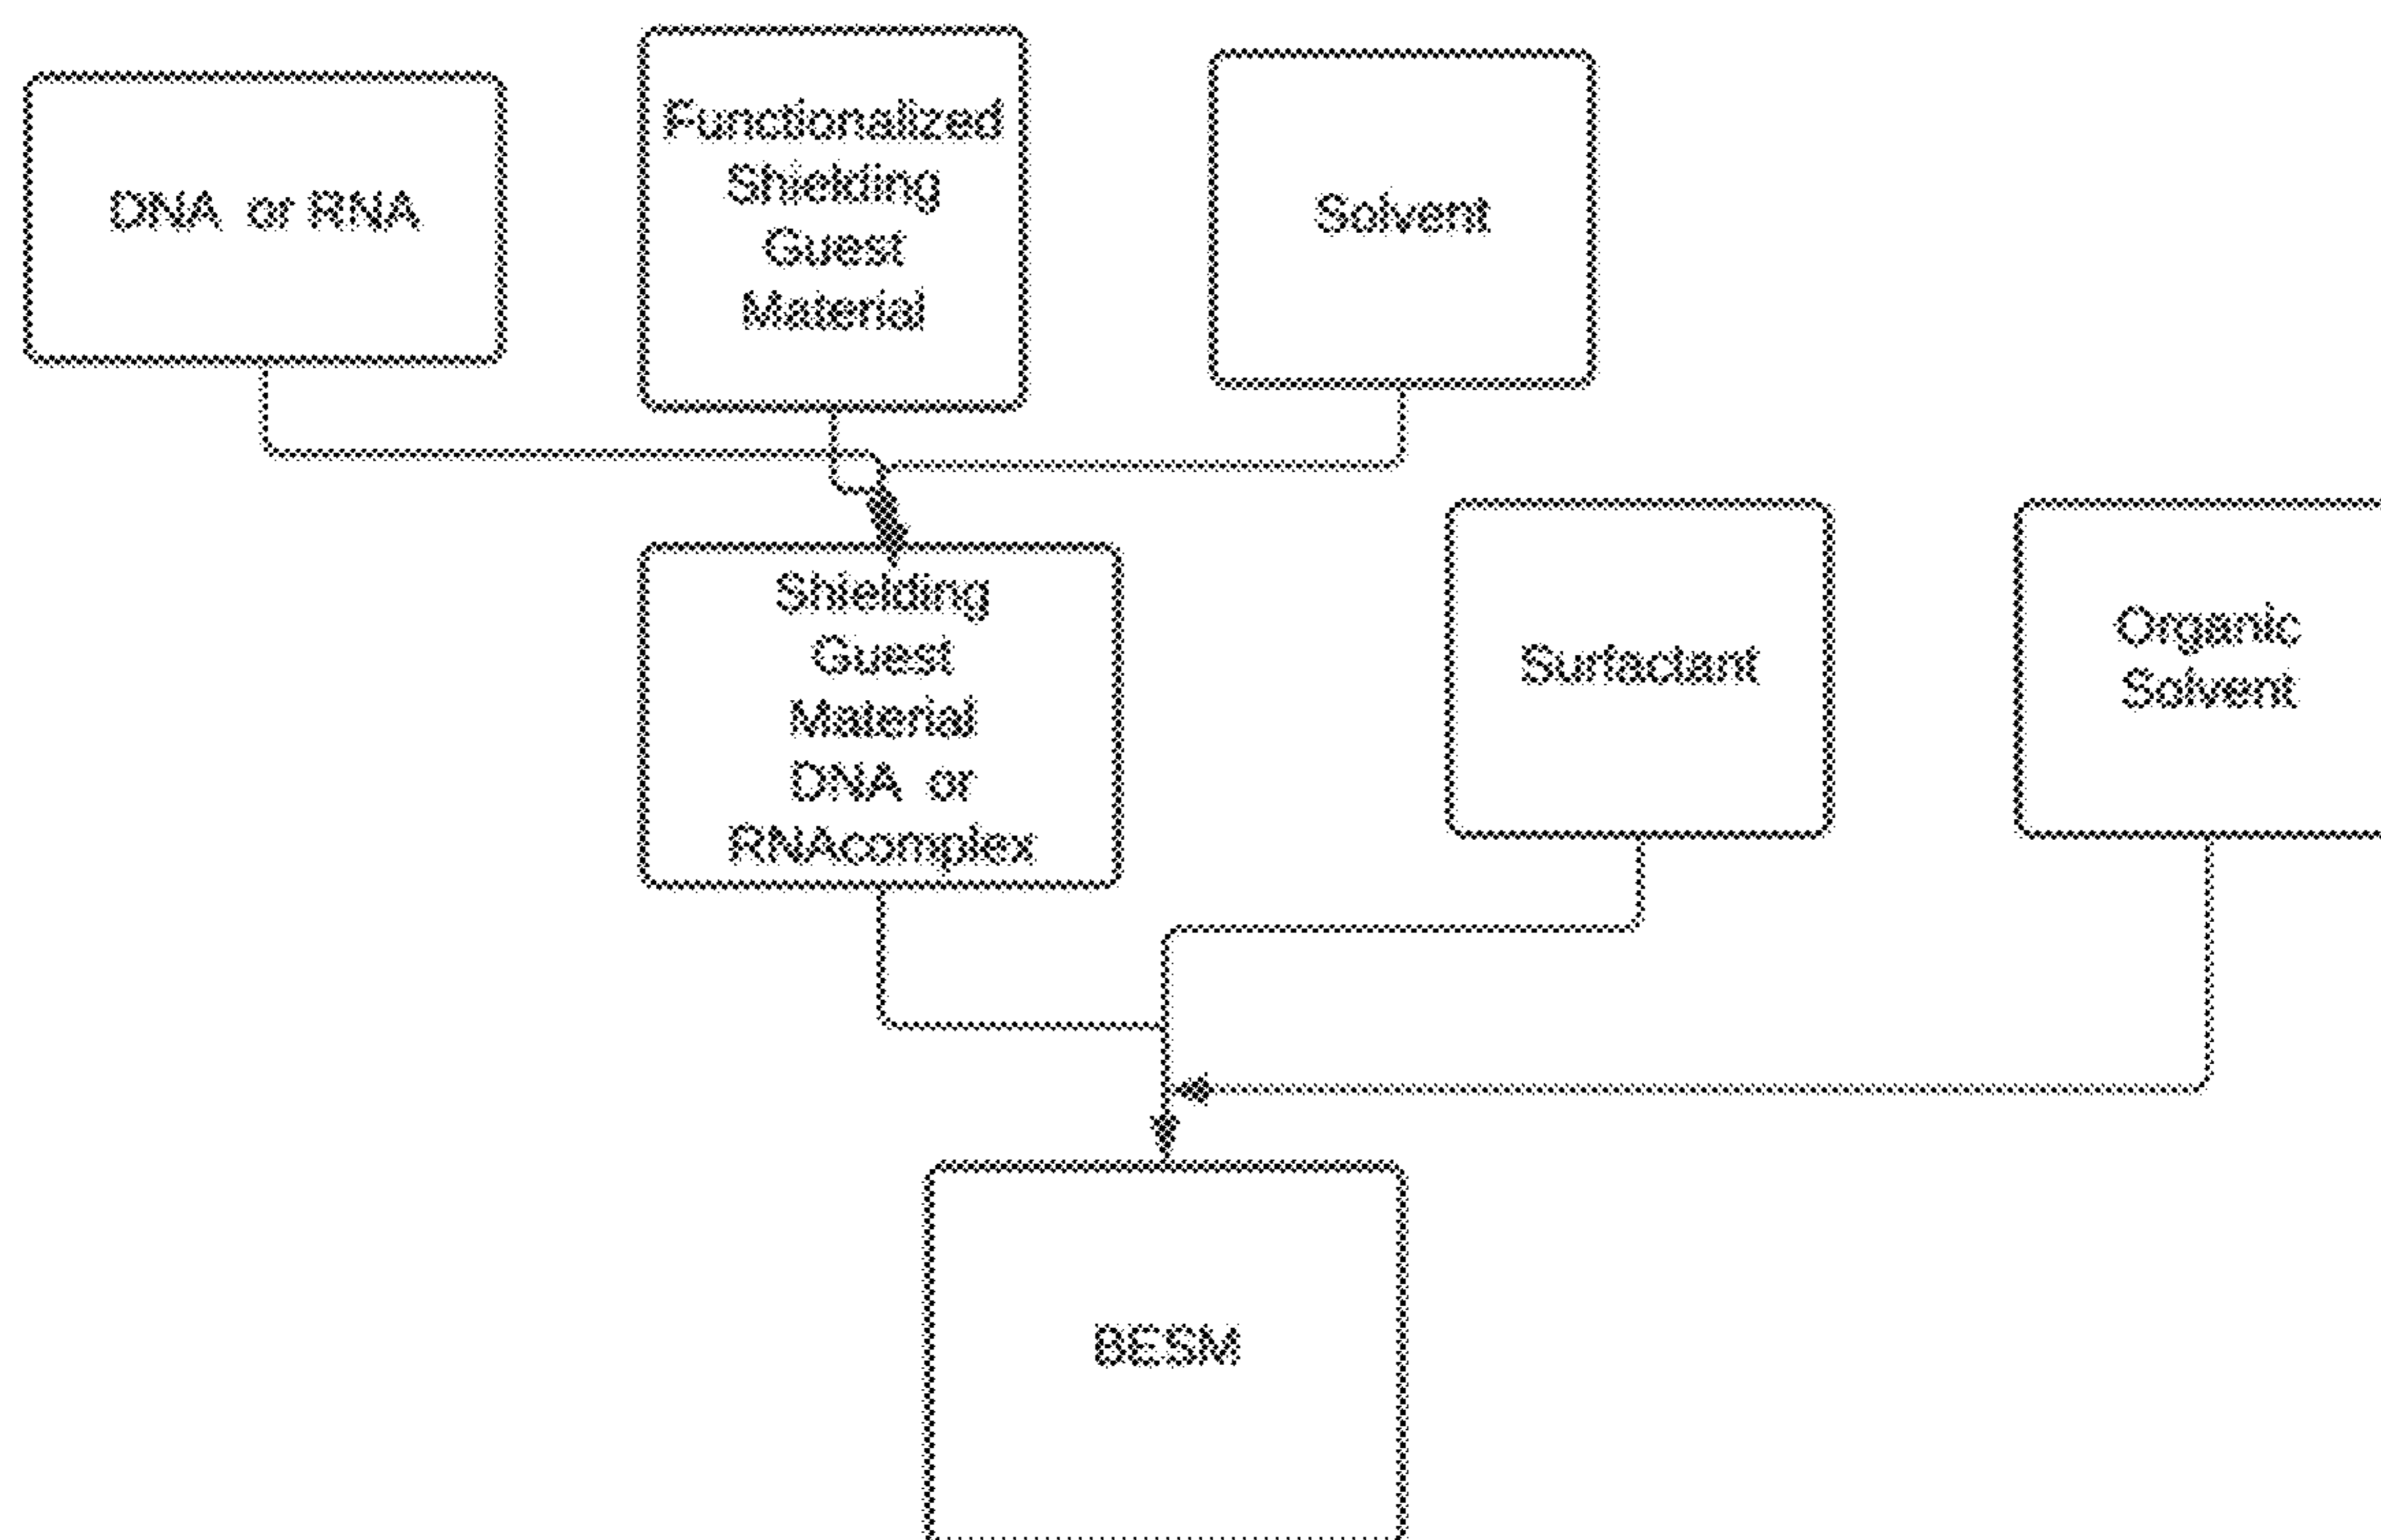 DNA or RNA
Functionalized
Shielding
Guest
Material
Solvent
Shielding
Guest
Material
DNA or
RNAcomplex
Surfactant
Organic
Solvent
BESM